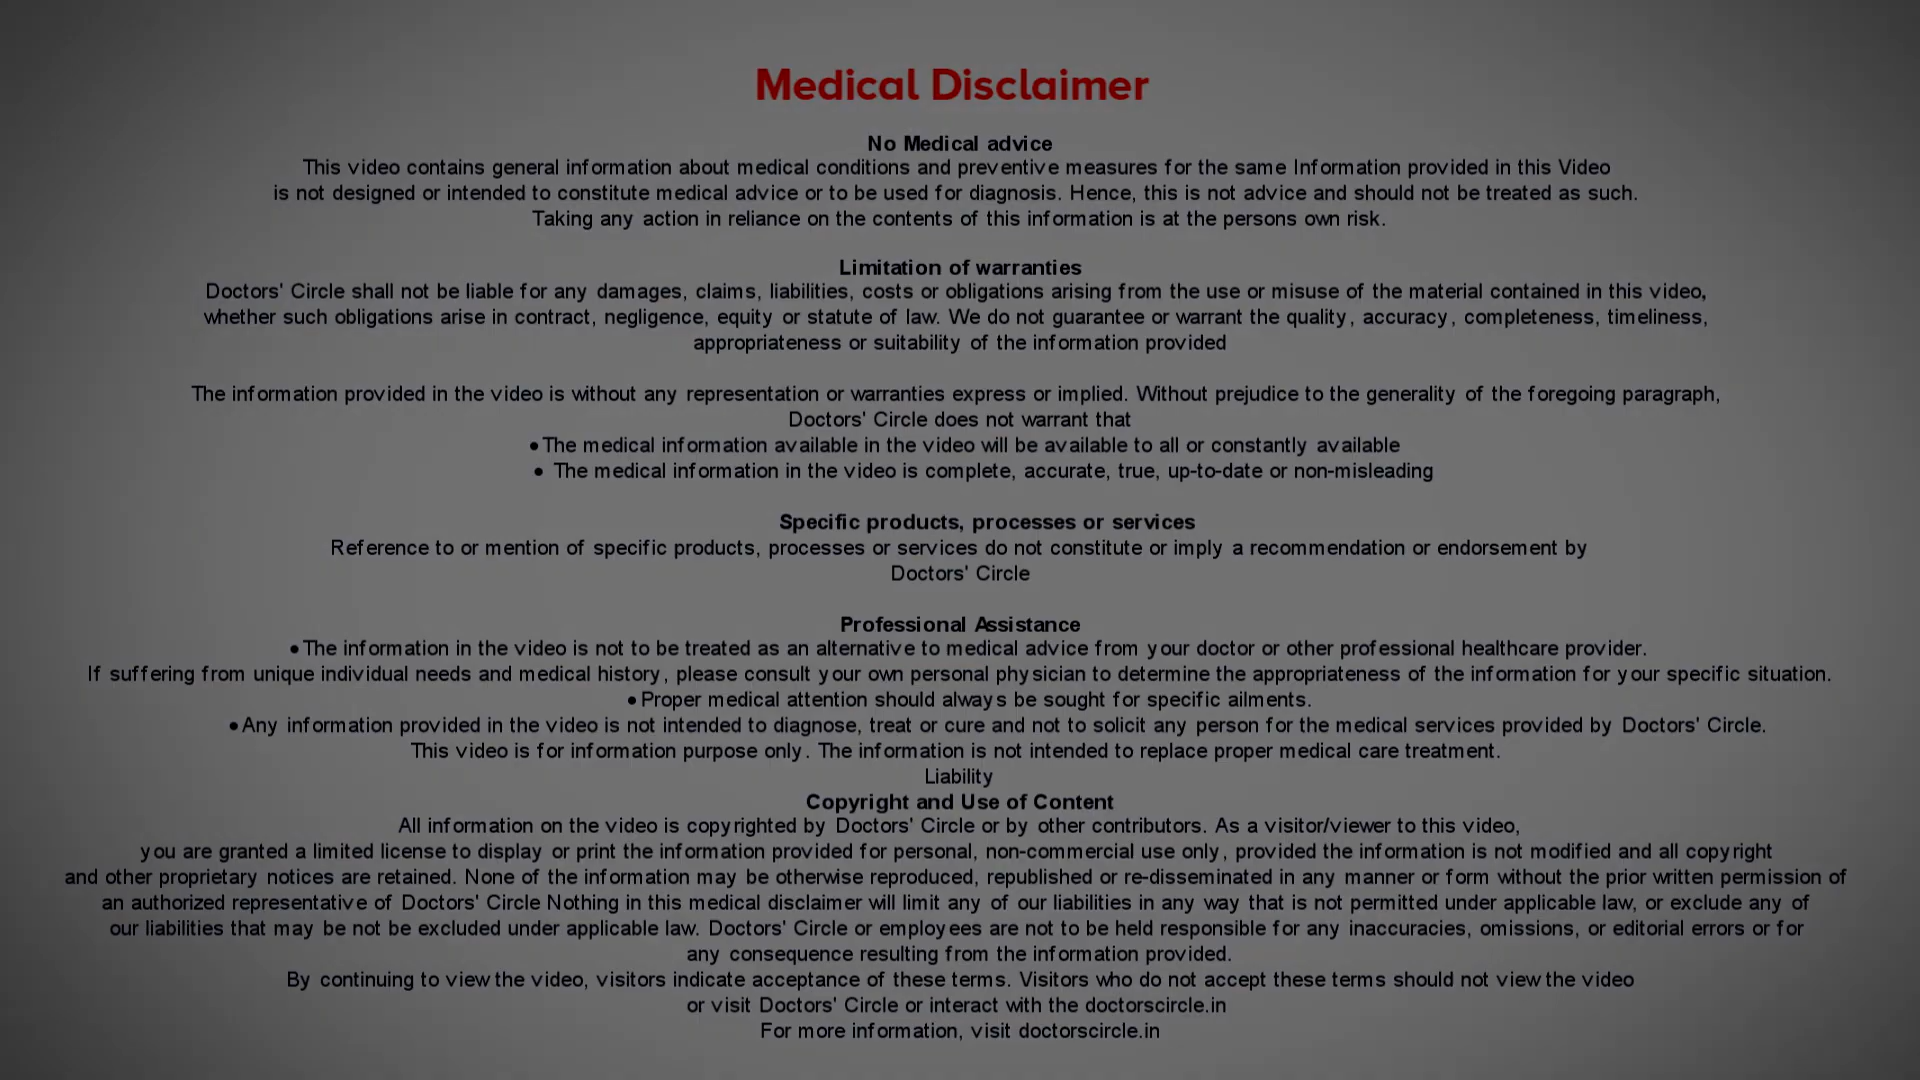 Medical Disclaimer
No Medical advice
This video contains general information about medical conditions and preventive measures for the same Information provided in this Video
is not designed or intended to constitute medical advice or to be used for diagnosis. Hence, this is not advice and should not be treated as such.
Taking any action in reliance on the contents of this information is at the persons own risk.
Limitation of warranties
Doctors' Circle shall not be liable for any damages, claims, liabilities, costs or obligations arising from the use or misuse of the material contained in this video,
whether such obligations arise in contract, negligence, equity or statute of law. We do not guarantee or warrant the quality, accuracy, completeness, timeliness,
appropriateness or suitability of the information provided
The information provided in the video is without any representation or warranties express or implied. Without prejudice to the generality of the foregoing paragraph,
Doctors' Circle does not warrant that
•The medical information available in the video will be available to all or constantly available
• The medical information in the video is complete, accurate, true, up-to-date or non-misleading
Specific products, processes or services
Reference to or mention of specific products, processes or services do not constitute or imply a recommendation or endorsement by
Doctors' Circle
Professional Assistance
•The information in the video is not to be treated as an alternative to medical advice from your doctor or other professional healthcare provider.
If suffering from unique individual needs and medical history, please consult your own personal physician to determine the appropriateness of the information for your specific situation.
•Proper medical attention should always be sought for specific ailments.
•Any information provided in the video is not intended to diagnose, treat or cure and not to solicit any person for the medical services provided by Doctors' Circle.
This video is for information purpose only. The information is not intended to replace proper medical care treatment.
Liability
Copyright and Use of Content
All information on the video is copyrighted by Doctors' Circle or by other contributors. As a visitor/viewer to this video,
you are granted a limited license to display or print the information provided for personal, non-commercial use only, provided the information is not modified and all copyright
and other proprietary notices are retained. None of the information may be otherwise reproduced, republished or re-disseminated in any manner or form without the prior written permission of
an authorized representative of Doctors' Circle Nothing in this medical disclaimer will limit any of our liabilities in any way that is not permitted under applicable law, or exclude any of
our liabilities that may be not be excluded under applicable law. Doctors' Circle or employees are not to be held responsible for any inaccuracies, omissions, or editorial errors or for
any consequence resulting from the information provided.
By continuing to view the video, visitors indicate acceptance of these terms. Visitors who do not accept these terms should not view the video
or visit Doctors' Circle or interact with the doctorscircle.in
For more information, visit doctorscircle.in